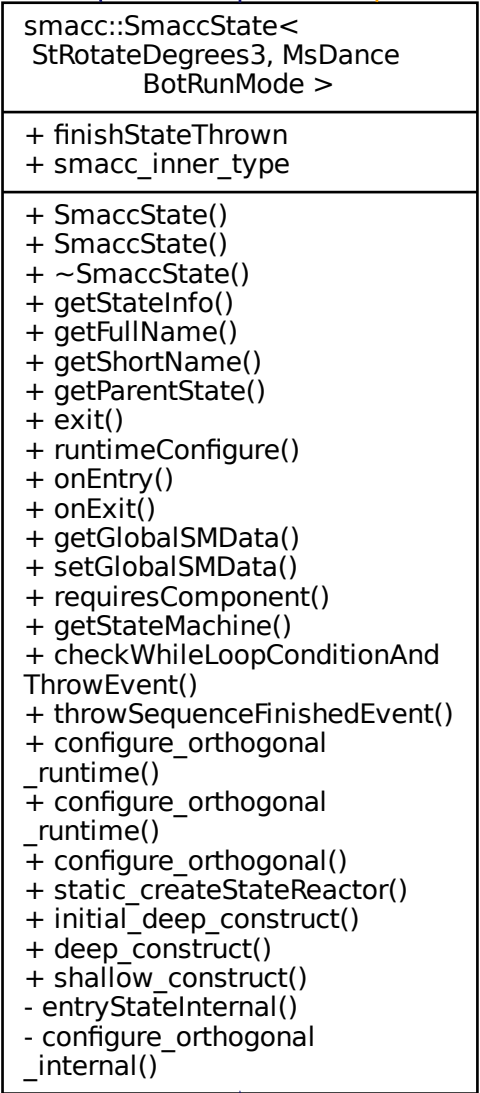 smacc::SmaccState<
StRotateDegrees3, MsDance
BotRunMode >
+ finishStateThrown
+ smacc_inner_type
+ SmaccState()
+ SmaccState()
+ ~SmaccState()
+ getStateInfo()
+ getFullName()
+ getShortName()
+ getParentState()
+ exit()
+ runtimeConfigure()
+ onEntry()
+ onExit()
+ getGlobalSMData()
+ setGlobalSMData()
+ requiresComponent()
+ getStateMachine()
+ checkWhileLoopConditionAnd
ThrowEvent()
+ throwSequenceFinishedEvent()
+ configure_orthogonal
_runtime()
+ configure_orthogonal
_runtime()
+ configure_orthogonal()
+ static_createStateReactor()
+ initial_deep_construct()
+ deep_construct()
+ shallow_construct()
- entryStateInternal()
- configure_orthogonal
_internal()